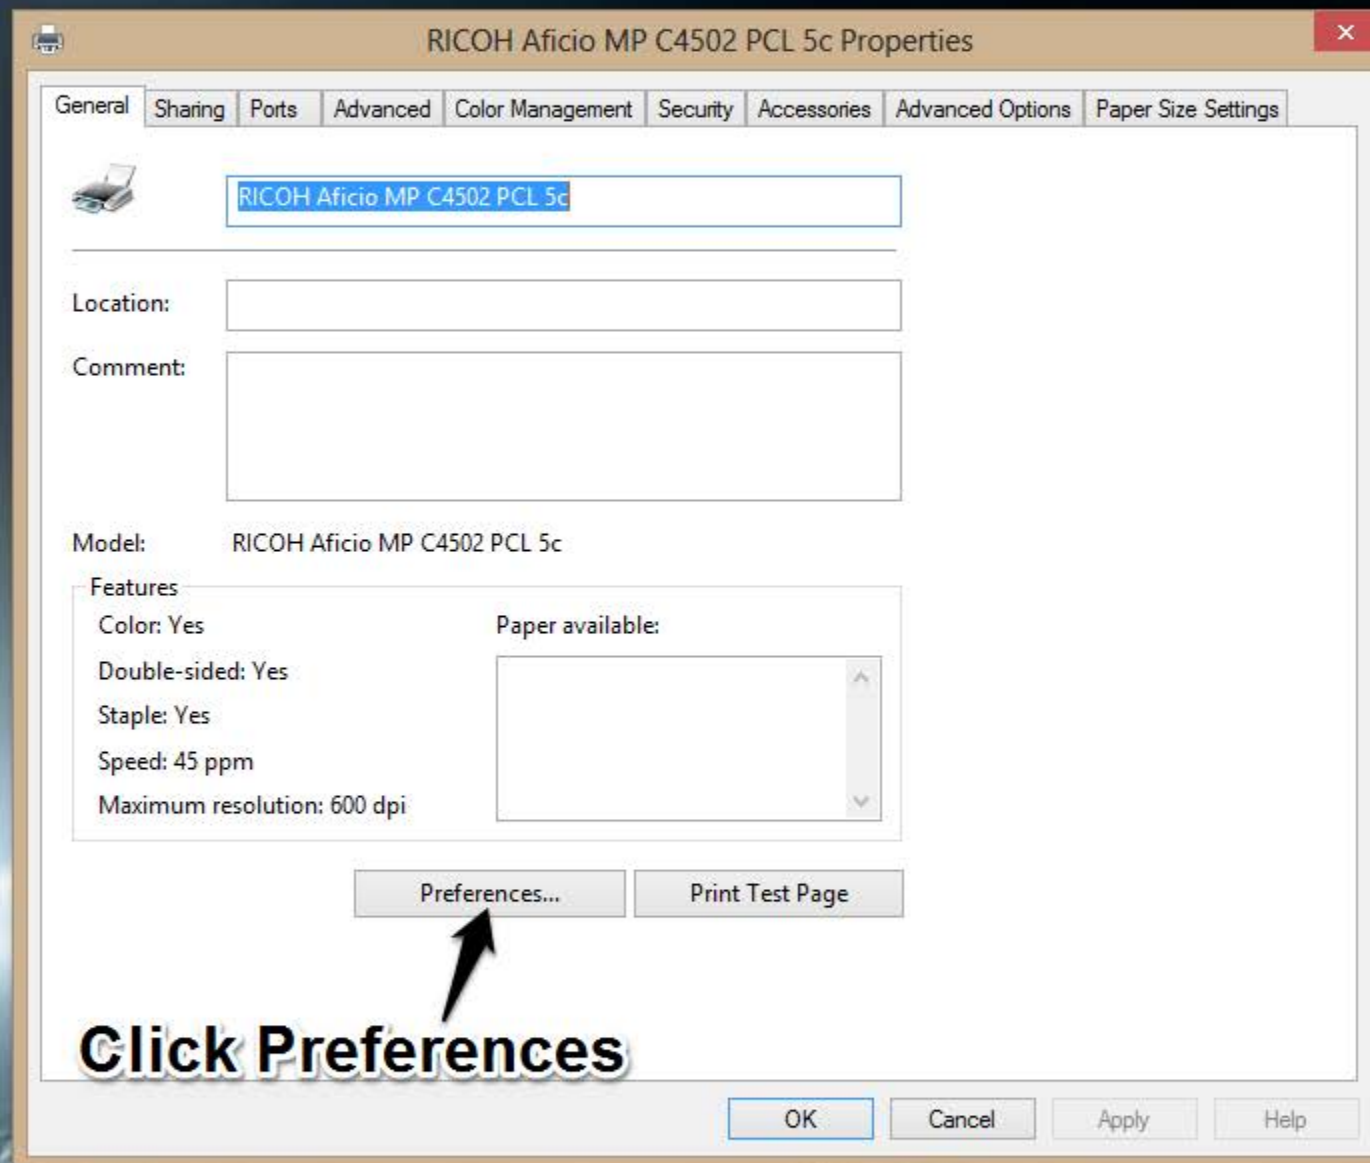 RICOH Aficio MP C4502 PCL 5c Properties
General Sharing Ports Advanced Color Management Security Accessories Advanced Options Paper Size Settings
RICOH Aficio MP C4502 PCL 5c
Location:
Comment:
Model: RICOH Aficio MP C4502 PCL 5c
Features
Color: Yes Paper available:
Double-sided: Yes
Staple: Yes
Speed: 45 ppm
Maximum resolution: 600 dpi
Preferences... Print Test Page
Click Preferences
OK Cancel Apply Help